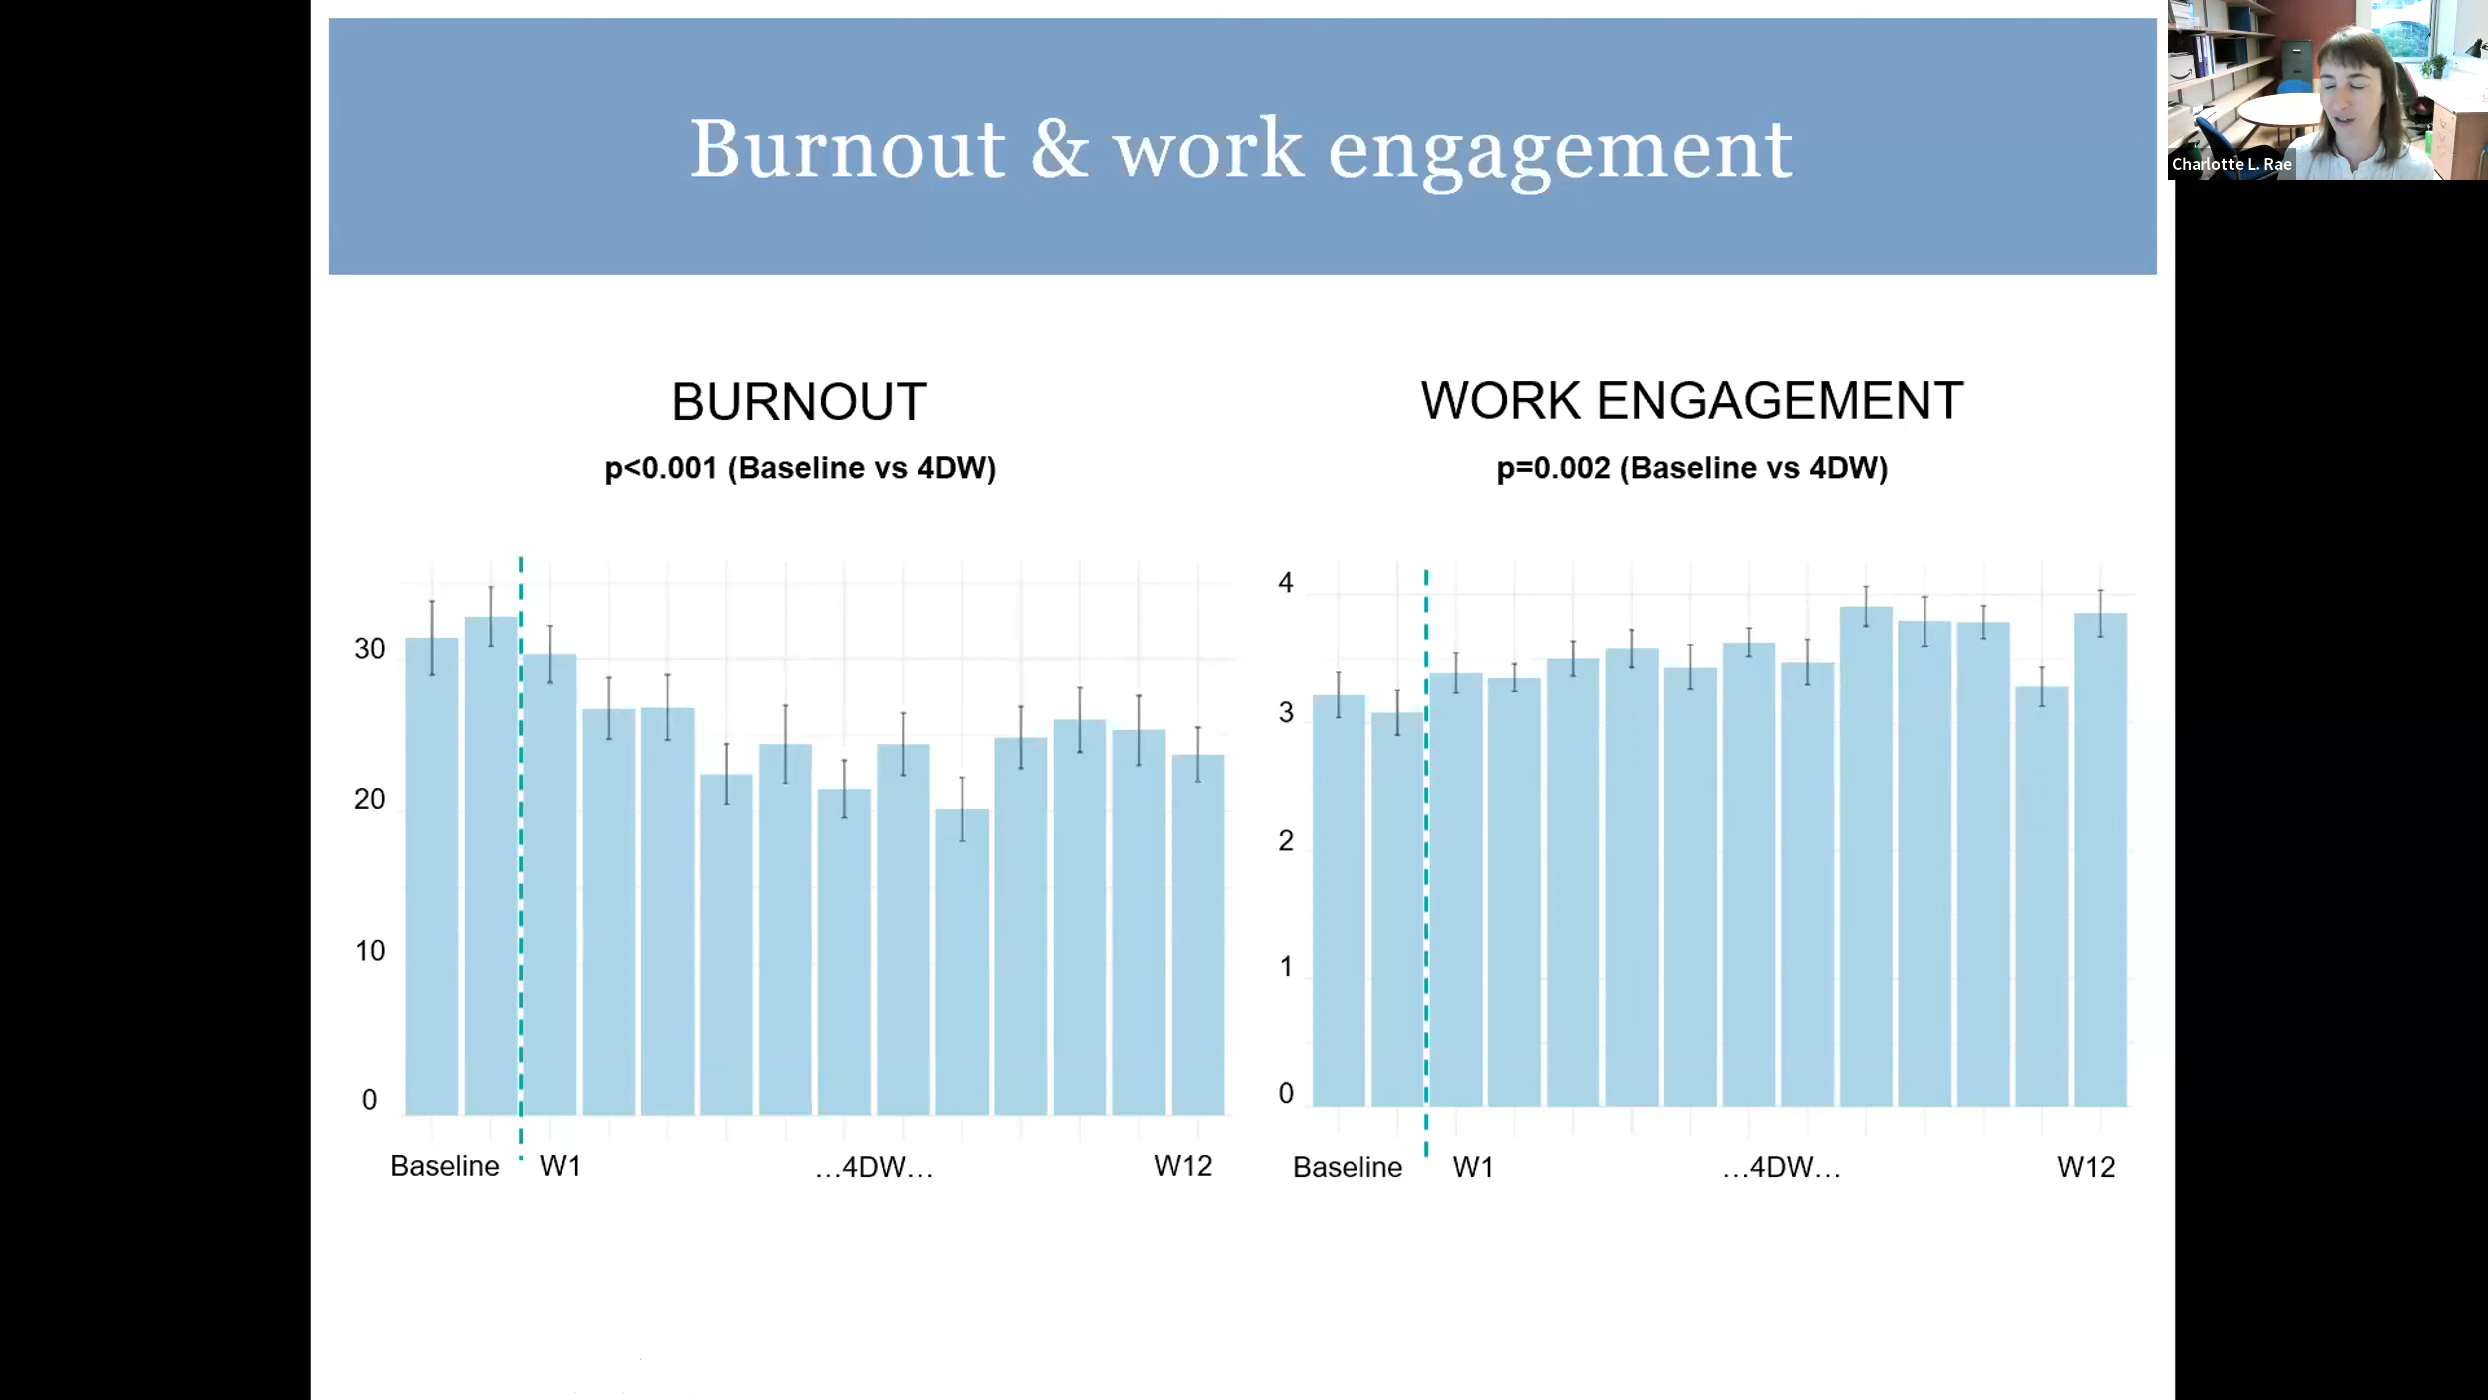 Burnout & work engagement
Charlotte L. Rae
BURNOUT
p<0.001 (Baseline vs 4DW)
30
20
10
0
Baseline
W1
...4DW...
W12
WORK ENGAGEMENT
p=0.002 (Baseline vs 4DW)
4
3
2
1
0
Baseline
W1
...4DW...
W12